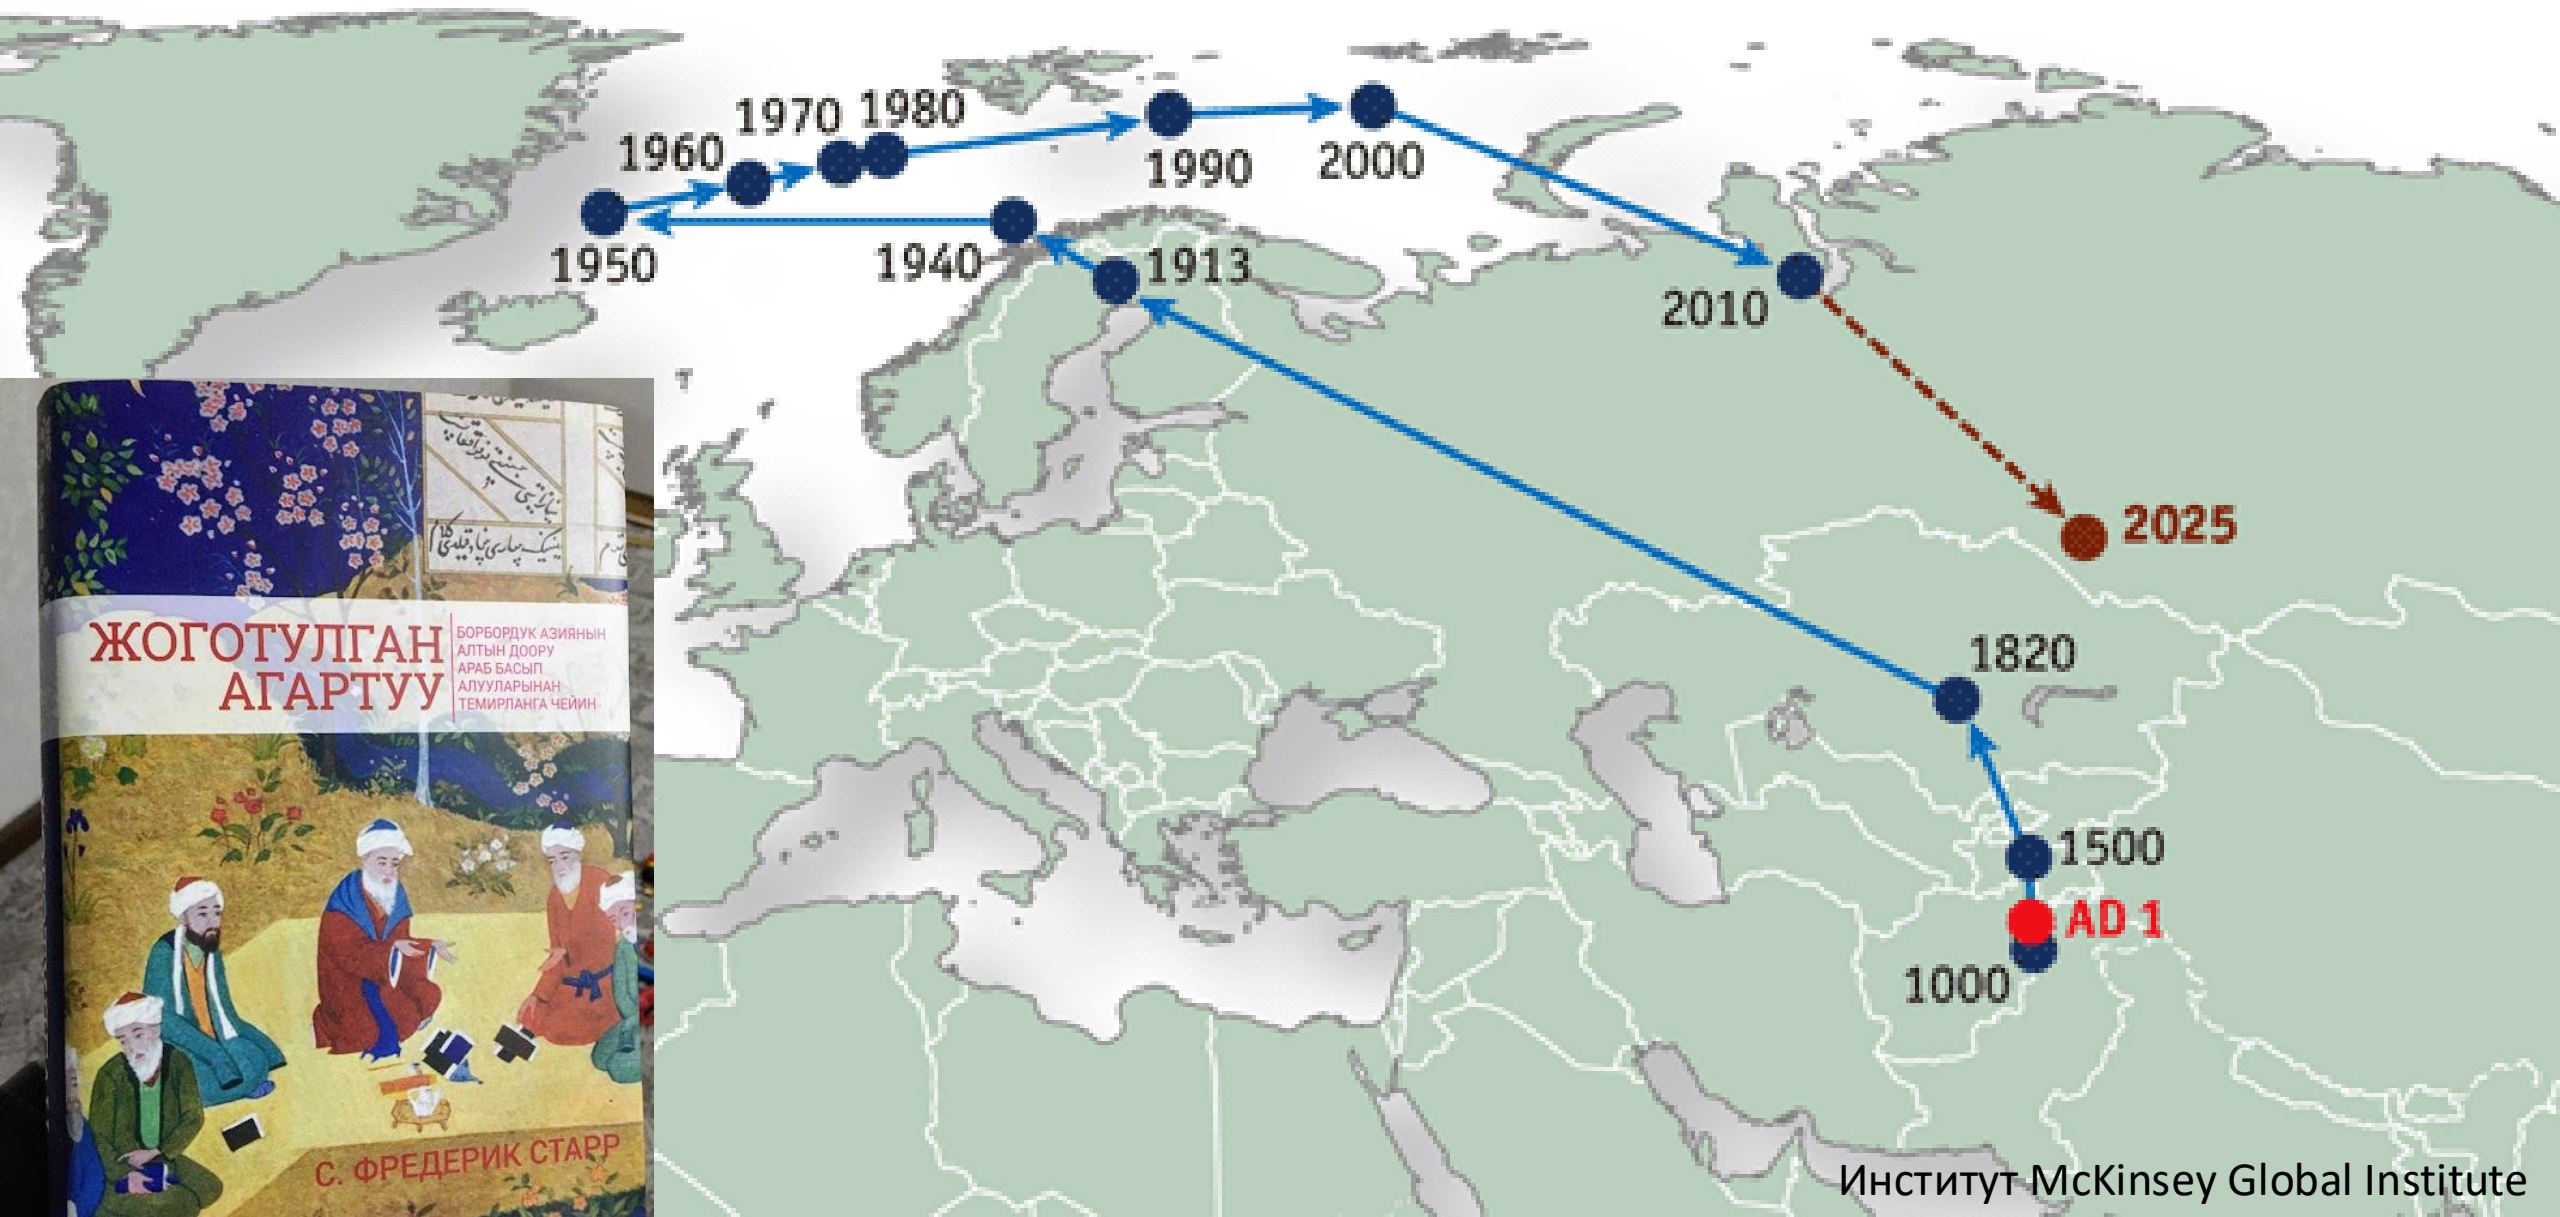 1970 1980
1960
1990
2000
1950
1940
1913
2010
2025
1820
1500
AD 1
1000
ЖОГОТУЛГАН
АГАРТУУ
БОРБОРДУК АЗИЯНЫН
АЛТЫН ДООРУ
АРАБ БАСЫП
АЛУУЛАРЫНАН
ТЕМИРЛАНГА ЧЕЙИН
С. ФРЕДЕРИК СТАРР
Институт McKinsey Global Institute